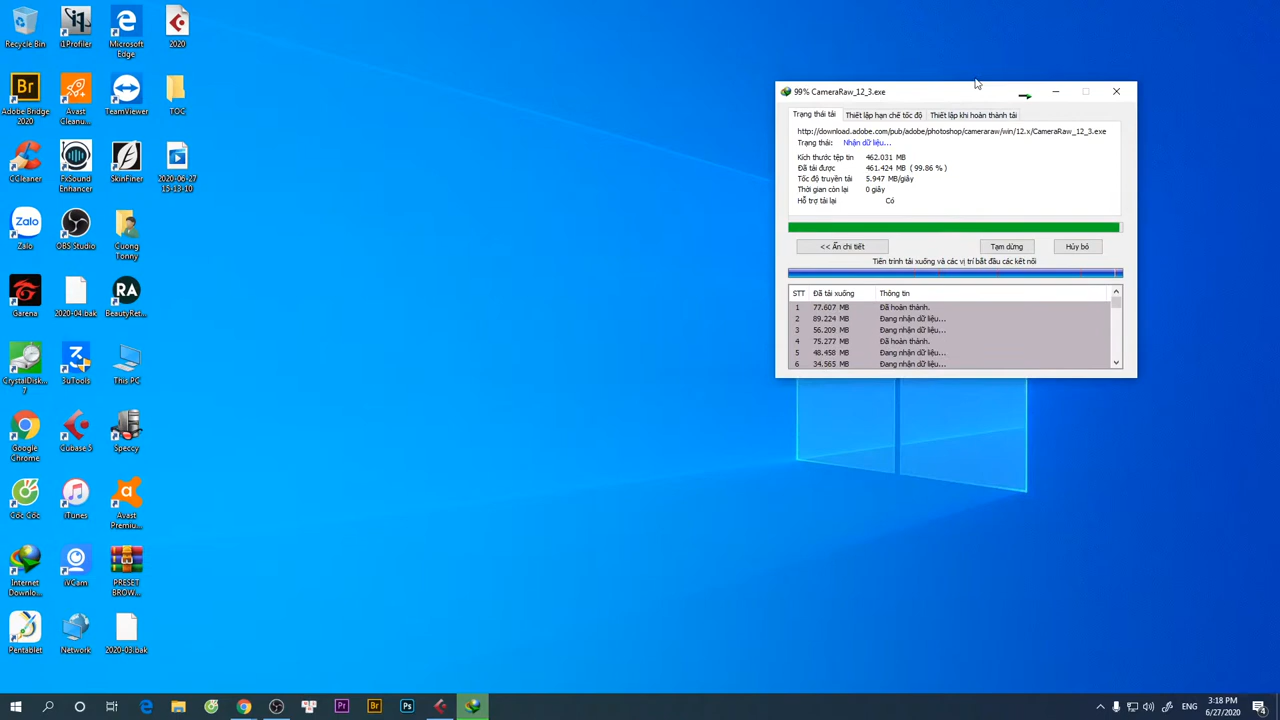 Recycle Bin
i1Profiler
Microsoft
Edge
2020
Adobe Bridge
2020
Avast
Cleanu...
TeamViewer
TOC
CCleaner
FxSound
Enhancer
SkinFiner
2020-06-27
15-13-10
Zalo
Zalo
OBS Studio
Cuong
Tonny
Garena
2020-04.bak
RA
BeautyRet...
CrystalDisk...
7
3uTools
This PC
Google
Chrome
Cubase 5
Speccy
Cốc Cốc
iTunes
Avast
Premiu...
Internet
Downlo...
iVCam
PRESET
BROW...
Pentablet
Network
2020-03.bak
99% CameraRaw_12_3.exe
Trạng thái tải
Thiết lập hạn chế tốc độ
Thiết lập khi hoàn thành tải
http://download.adobe.com/pub/adobe/photoshop/cameraraw/win/12.x/CameraRaw_12_3.exe
Trạng thái: Nhận dữ liệu...
Kích thước tệp tin 462.031 MB
Đã tải được 461.424 MB ( 99.86 % )
Tốc độ truyền tải 5.947 MB/giây
Thời gian còn lại 0 giây
Hỗ trợ tải lại Có
<< Ẩn chi tiết
Tạm dừng
Hủy bỏ
Tiến trình tải xuống và các vị trí bắt đầu các kết nối
STT Đã tải xuống Thông tin
1 77.607 MB Đã hoàn thành.
2 89.224 MB Đang nhận dữ liệu...
3 56.209 MB Đang nhận dữ liệu...
4 75.277 MB Đã hoàn thành.
5 48.458 MB Đang nhận dữ liệu...
6 34.565 MB Đang nhận dữ liệu...
Pr
Br
Ps
3:18 PM
6/27/2020
4